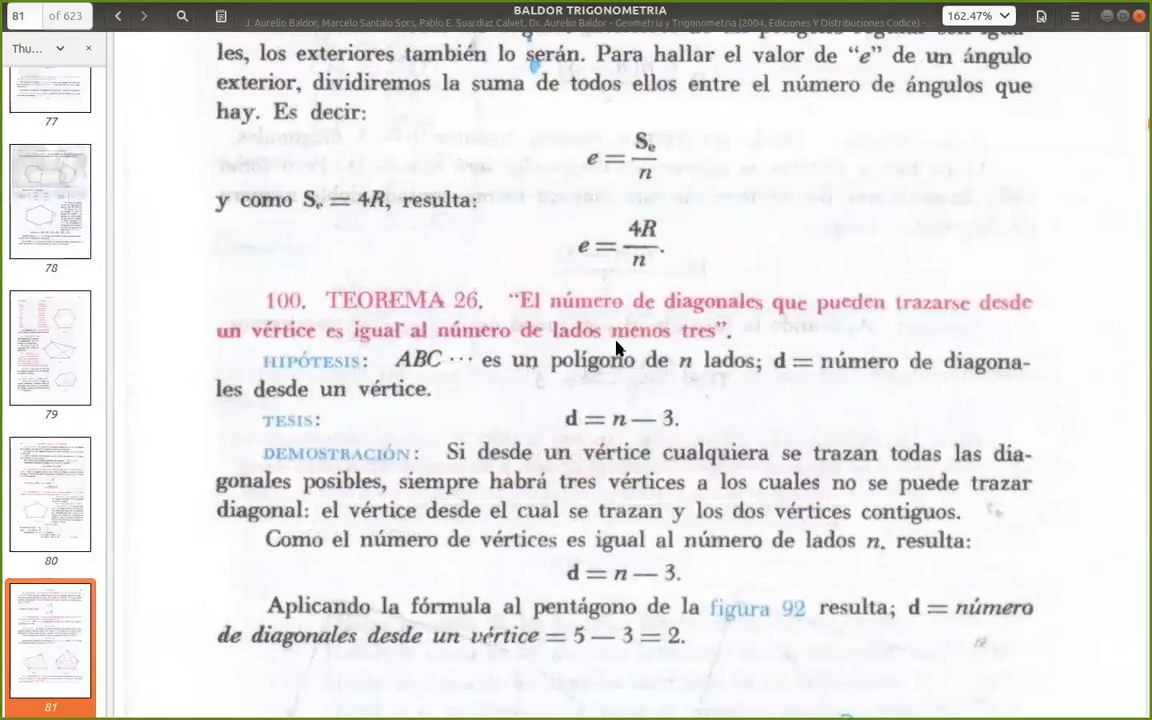 81 of 623
BALDOR TRIGONOMETRIA
J. Aurelio Baldor, Marcelo Santalo Sors, Pablo E. Suardiaz Calvet, Dr. Aurelio Baldor - Geometria y Trigonometria (2004, Ediciones Y Distribuciones Codice) -...
162.47%
Thu...
77
78
79
80
81
les, los exteriores también lo serán. Para hallar el valor de “e” de un ángulo
exterior, dividiremos la suma de todos ellos entre el número de ángulos que
hay. Es decir:
e = Sₑ/n
y como Sₑ = 4R, resulta:
e = 4R/n.
100. TEOREMA 26. “El número de diagonales que pueden trazarse desde
un vértice es igual al número de lados menos tres”.
HIPÓTESIS: ABC ··· es un polígono de n lados; d = número de diagona-
les desde un vértice.
TESIS: d = n — 3.
DEMOSTRACIÓN: Si desde un vértice cualquiera se trazan todas las dia-
gonales posibles, siempre habrá tres vértices a los cuales no se puede trazar
diagonal: el vértice desde el cual se trazan y los dos vértices contiguos.
Como el número de vértices es igual al número de lados n, resulta:
d = n — 3.
Aplicando la fórmula al pentágono de la figura 92 resulta; d = número
de diagonales desde un vértice = 5 — 3 = 2.